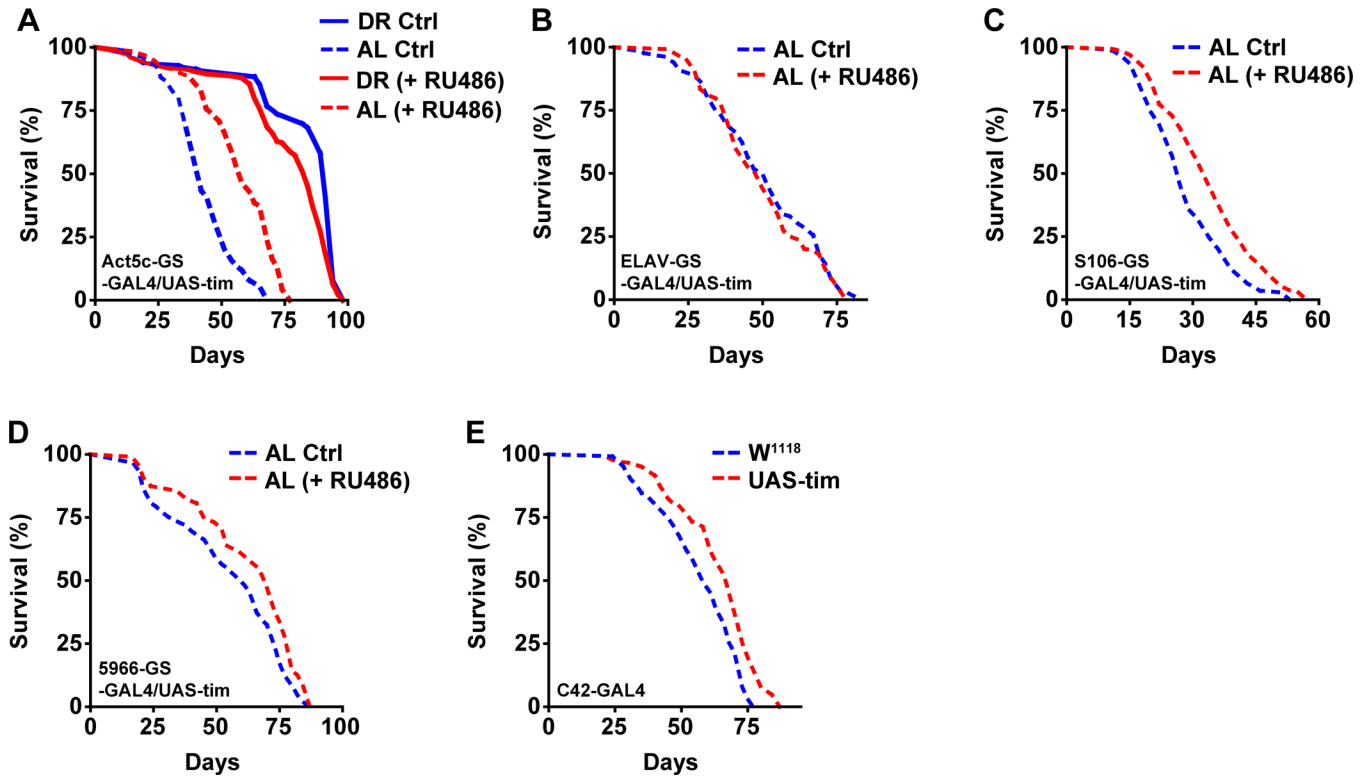 A
DR Ctrl
AL Ctrl
DR (+ RU486)
AL (+ RU486)
Survival (%)
100
75
50
25
0
Act5c-GS
-GAL4/UAS-tim
0 25 50 75 100
Days
B
AL Ctrl
AL (+ RU486)
Survival (%)
100
75
50
25
0
ELAV-GS
-GAL4/UAS-tim
0 25 50 75
Days
C
AL Ctrl
AL (+ RU486)
Survival (%)
100
75
50
25
0
S106-GS
-GAL4/UAS-tim
0 15 30 45 60
Days
D
AL Ctrl
AL (+ RU486)
Survival (%)
100
75
50
25
0
5966-GS
-GAL4/UAS-tim
0 25 50 75 100
Days
E
W¹¹¹⁸
UAS-tim
Survival (%)
100
75
50
25
0
C42-GAL4
0 25 50 75
Days